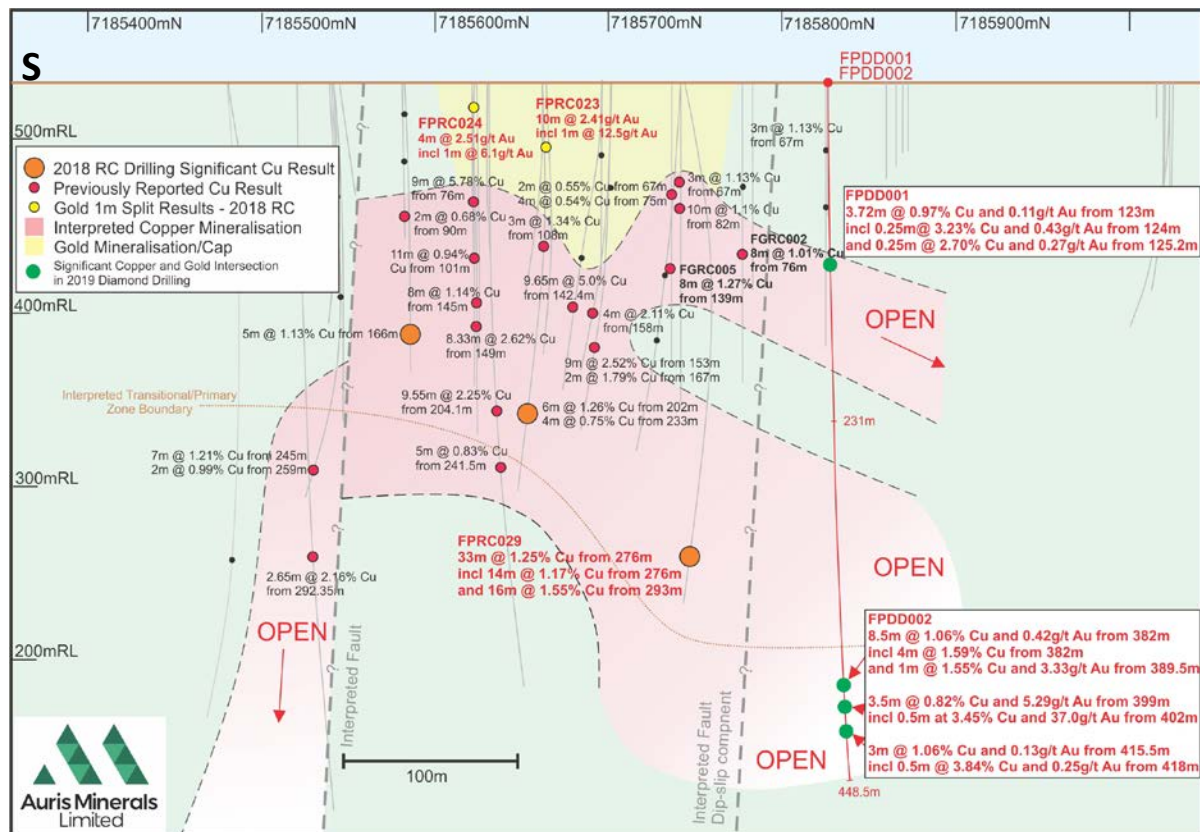 7185400mN
7185500mN
7185600mN
7185700mN
7185800mN
7185900mN
S
FPDD001
FPDD002
500mRL
400mRL
300mRL
200mRL
2018 RC Drilling Significant Cu Result
Previously Reported Cu Result
Gold 1m Split Results - 2018 RC
Interpreted Copper Mineralisation
Gold Mineralisation/Cap
Significant Copper and Gold Intersection
in 2019 Diamond Drilling
FPRC024
4m @ 2.51g/t Au
incl 1m @ 6.1g/t Au
FPRC023
10m @ 2.41g/t Au
incl 1m @ 12.5g/t Au
3m @ 1.13% Cu
from 67m
9m @ 5.78% Cu
from 76m
2m @ 0.55% Cu from 67m
4m @ 0.54% Cu from 75m
3m @ 1.13% Cu
from 67m
2m @ 0.68% Cu
from 90m
3m @ 1.34% Cu
from 108m
10m @ 1.1% Cu
from 82m
FGRC002
8m @ 1.01% Cu
from 76m
11m @ 0.94%
Cu from 101m
9.65m @ 5.0% Cu
from 142.4m
FGRC005
8m @ 1.27% Cu
from 139m
8m @ 1.14% Cu
from 145m
4m @ 2.11% Cu
from 158m
5m @ 1.13% Cu from 166m
8.33m @ 2.62% Cu
from 149m
9m @ 2.52% Cu from 153m
2m @ 1.79% Cu from 167m
Interpreted Transitional/Primary
Zone Boundary
9.55m @ 2.25% Cu
from 204.1m
6m @ 1.26% Cu from 202m
4m @ 0.75% Cu from 233m
7m @ 1.21% Cu from 245m
2m @ 0.99% Cu from 259m
5m @ 0.83% Cu
from 241.5m
FPRC029
33m @ 1.25% Cu from 276m
incl 14m @ 1.17% Cu from 276m
and 16m @ 1.55% Cu from 293m
2.65m @ 2.16% Cu
from 292.35m
FPDD001
3.72m @ 0.97% Cu and 0.11g/t Au from 123m
incl 0.25m@ 3.23% Cu and 0.43g/t Au from 124m
and 0.25m @ 2.70% Cu and 0.27g/t Au from 125.2m
OPEN
231m
OPEN
OPEN
OPEN
FPDD002
8.5m @ 1.06% Cu and 0.42g/t Au from 382m
incl 4m @ 1.59% Cu from 382m
and 1m @ 1.55% Cu and 3.33g/t Au from 389.5m
3.5m @ 0.82% Cu and 5.29g/t Au from 399m
incl 0.5m at 3.45% Cu and 37.0g/t Au from 402m
3m @ 1.06% Cu and 0.13g/t Au from 415.5m
incl 0.5m @ 3.84% Cu and 0.25g/t Au from 418m
448.5m
Interpreted Fault
Interpreted Fault
Dip-slip compnent
?
?
?
?
?
?
?
?
100m
Auris Minerals
Limited